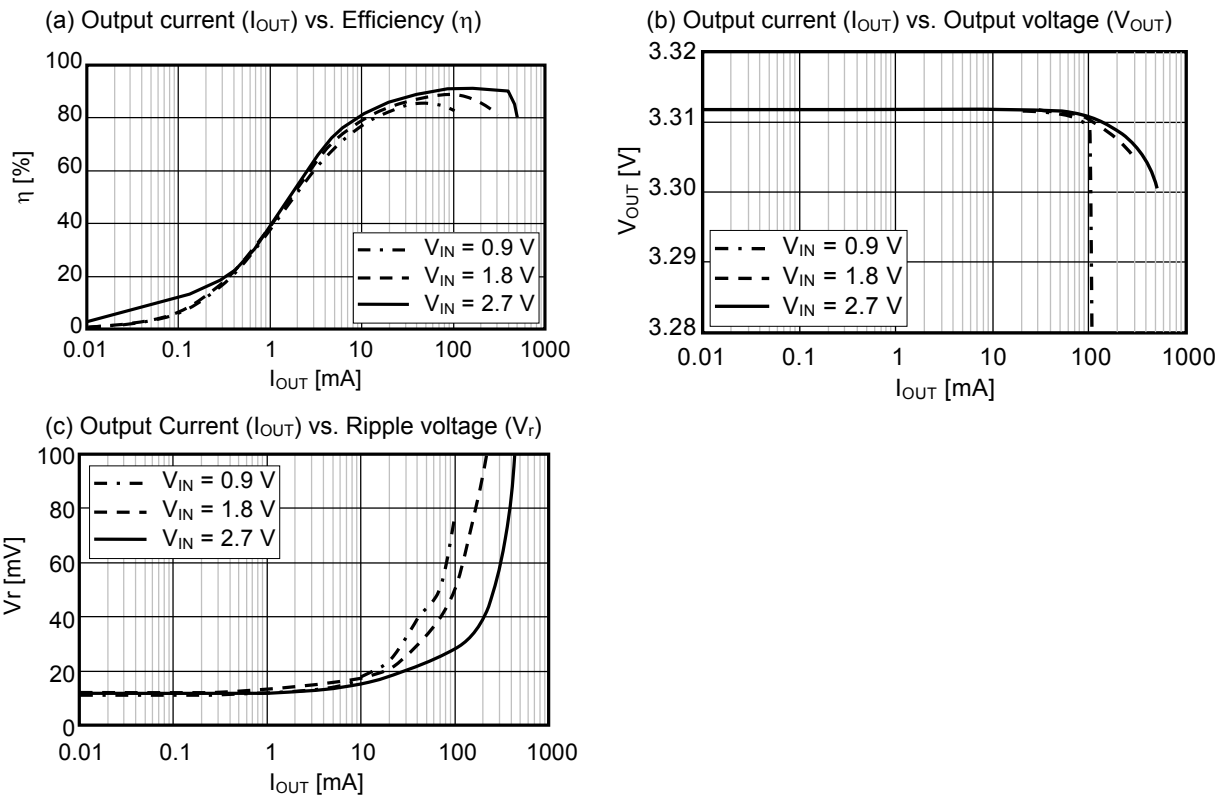 (a) Output current (IOUT) vs. Efficiency (η)
100
80
60
40
20
0
η [%]
0.01
0.1
1
10
100
1000
IOUT [mA]
VIN = 0.9 V
VIN = 1.8 V
VIN = 2.7 V
(b) Output current (IOUT) vs. Output voltage (VOUT)
3.32
3.31
3.30
3.29
3.28
VOUT [V]
0.01
0.1
1
10
100
1000
IOUT [mA]
VIN = 0.9 V
VIN = 1.8 V
VIN = 2.7 V
(c) Output Current (IOUT) vs. Ripple voltage (Vr)
100
80
60
40
20
0
Vr [mV]
0.01
0.1
1
10
100
1000
IOUT [mA]
VIN = 0.9 V
VIN = 1.8 V
VIN = 2.7 V